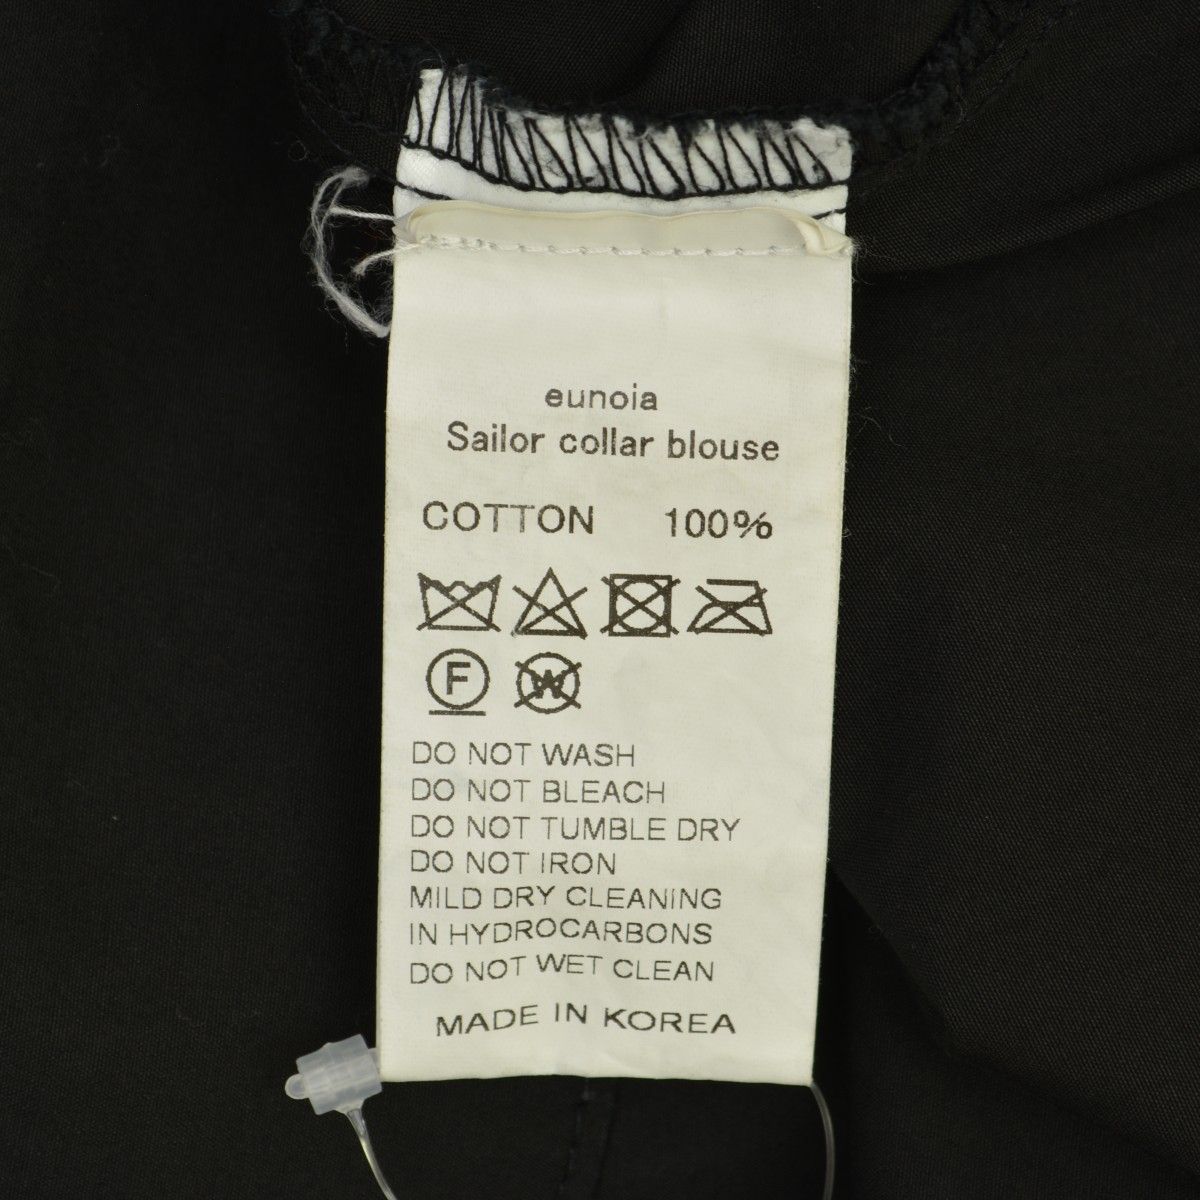 eunoia
Sailor collar blouse
COTTON 100%
F W
DO NOT WASH
DO NOT BLEACH
DO NOT TUMBLE DRY
DO NOT IRON
MILD DRY CLEANING
IN HYDROCARBONS
DO NOT WET CLEAN
MADE IN KOREA